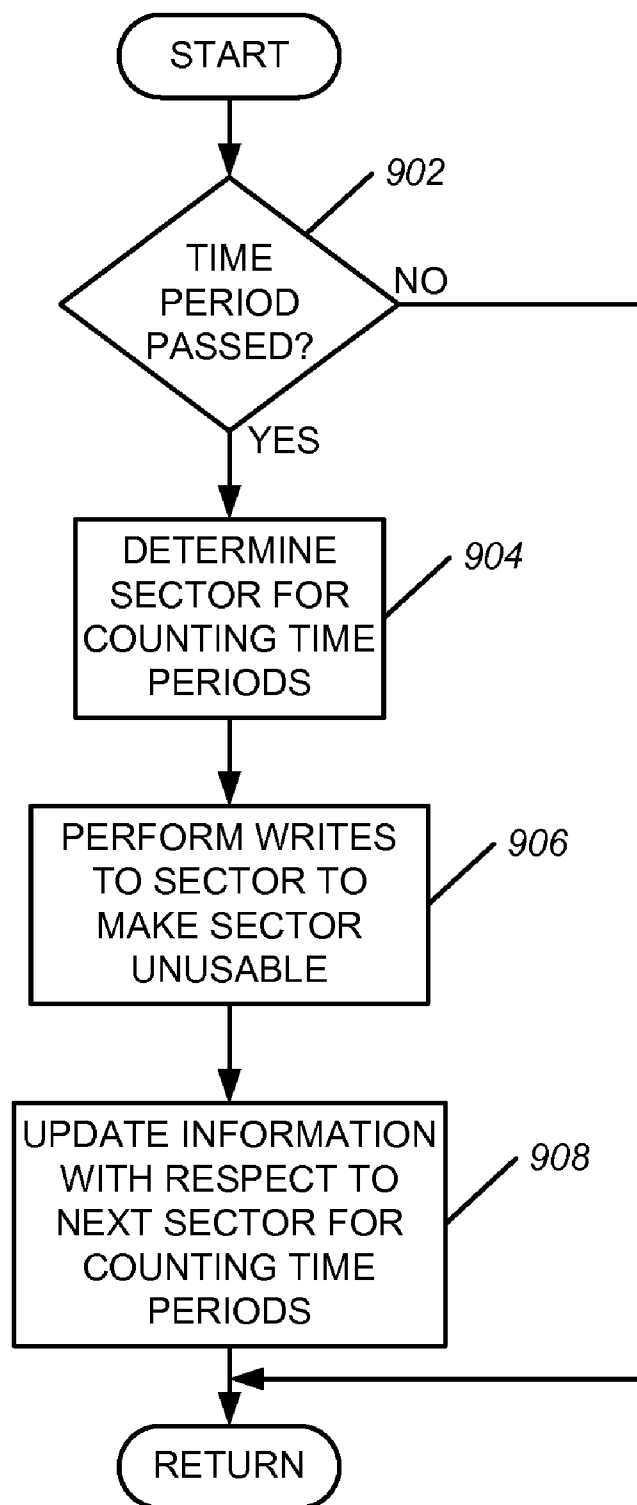 START
902
TIME
PERIOD
PASSED?
NO
YES
DETERMINE
SECTOR FOR
COUNTING TIME
PERIODS
904
PERFORM WRITES
TO SECTOR TO
MAKE SECTOR
UNUSABLE
906
UPDATE INFORMATION
WITH RESPECT TO
NEXT SECTOR FOR
COUNTING TIME
PERIODS
908
RETURN